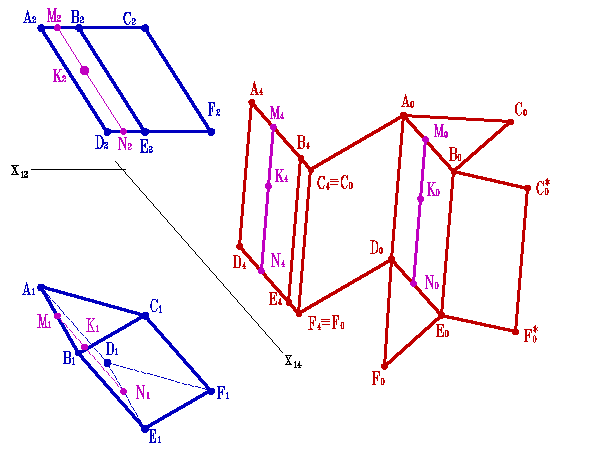 A2 M2 B2 C2
K2
F2
D2 N2 E2
X12
A1
C1
M1 K1
B1 D1
N1 F1
E1
X14
A4
M4
B4
K4 C4≡C0
N4
D4
E4
F4≡F0
A0
C0
M0
B0
K0 C0*
D0
N0
E0 F0*
F0